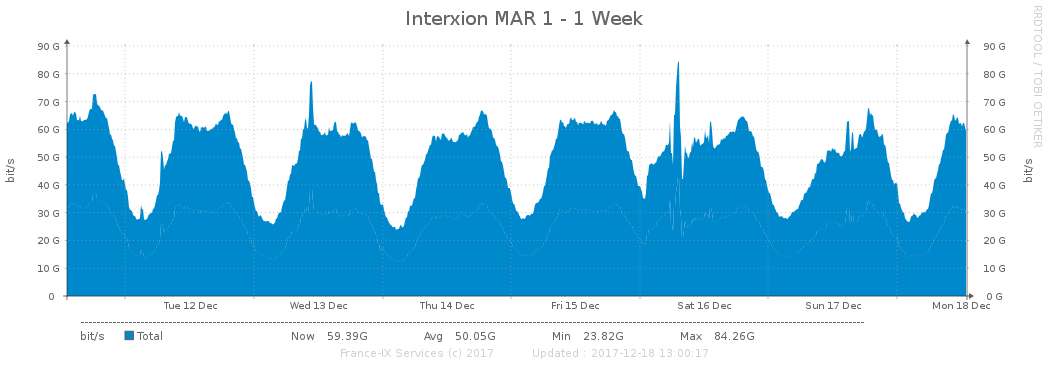 Interxion MAR 1 - 1 Week
RRDTOOL / TOBI OETIKER
90 G 90 G
80 G 80 G
70 G 70 G
60 G 60 G
50 G 50 G
40 G 40 G
30 G 30 G
20 G 20 G
10 G 10 G
0 0 G
bit/s bit/s
Tue 12 Dec Wed 13 Dec Thu 14 Dec Fri 15 Dec Sat 16 Dec Sun 17 Dec Mon 18 Dec
bit/s Total Now 59.39G Avg 50.05G Min 23.82G Max 84.26G
France-IX Services (c) 2017 Updated : 2017-12-18 13:00:17